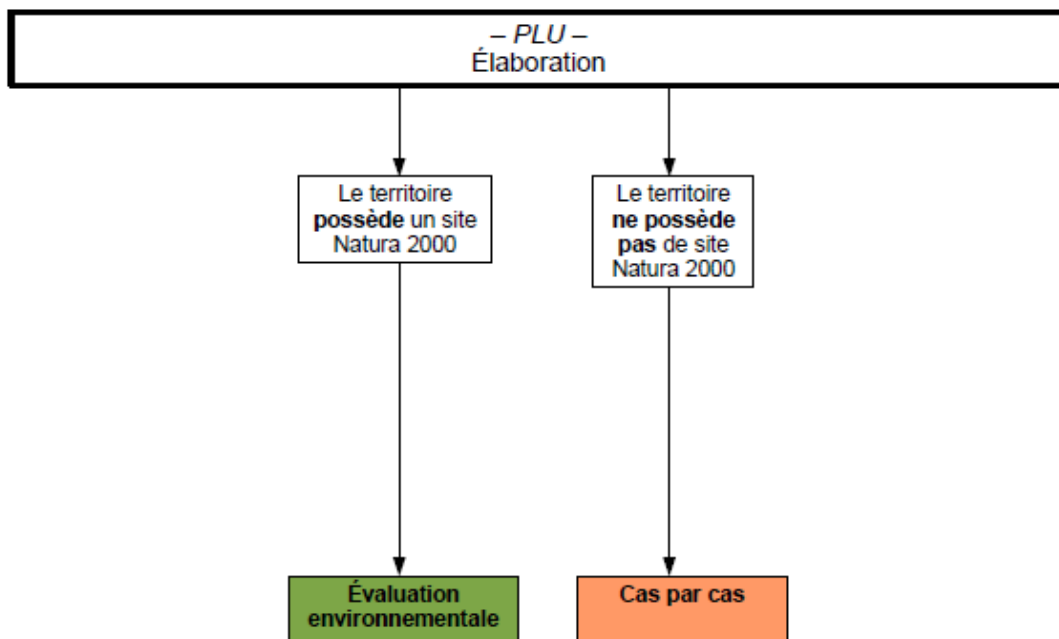 – PLU –
Élaboration
Le territoire
possède un site
Natura 2000
Le territoire
ne possède
pas de site
Natura 2000
Évaluation
environnementale
Cas par cas